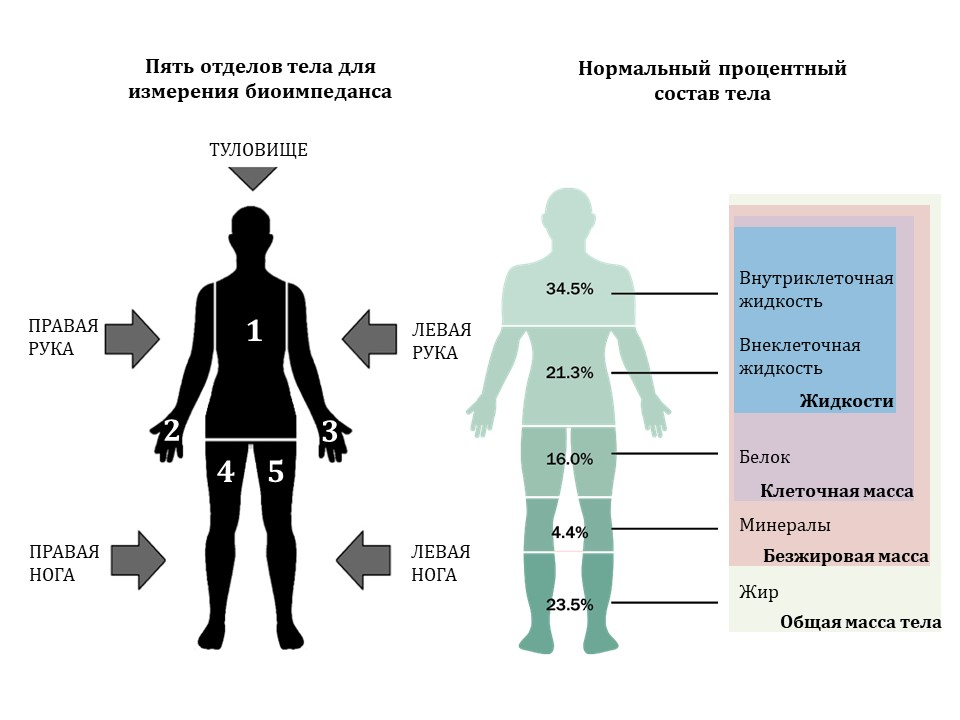 Пять отделов тела для
измерения биоимпеданса
ТУЛОВИЩЕ
ПРАВАЯ
РУКА
ЛЕВАЯ
РУКА
1
2
3
4
5
ПРАВАЯ
НОГА
ЛЕВАЯ
НОГА
Нормальный процентный
состав тела
34.5%
Внутриклеточная
жидкость
21.3%
Внеклеточная
жидкость
Жидкости
16.0%
Белок
Клеточная масса
4.4%
Минералы
Безжировая масса
23.5%
Жир
Общая масса тела